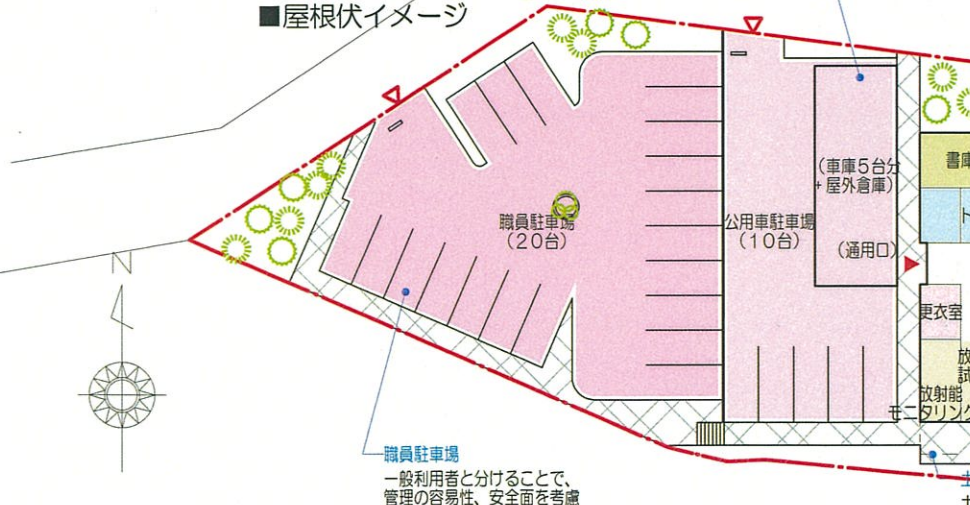 ■屋根伏イメージ
(車庫5台分
+屋外倉庫)
書庫
ト
職員駐車場
(20台)
公用車駐車場
(10台)
(通用口)
N
更衣室
放
試
放射能
モニタリング
職員駐車場
一般利用者と分けることで、
管理の容易性、安全面を考慮